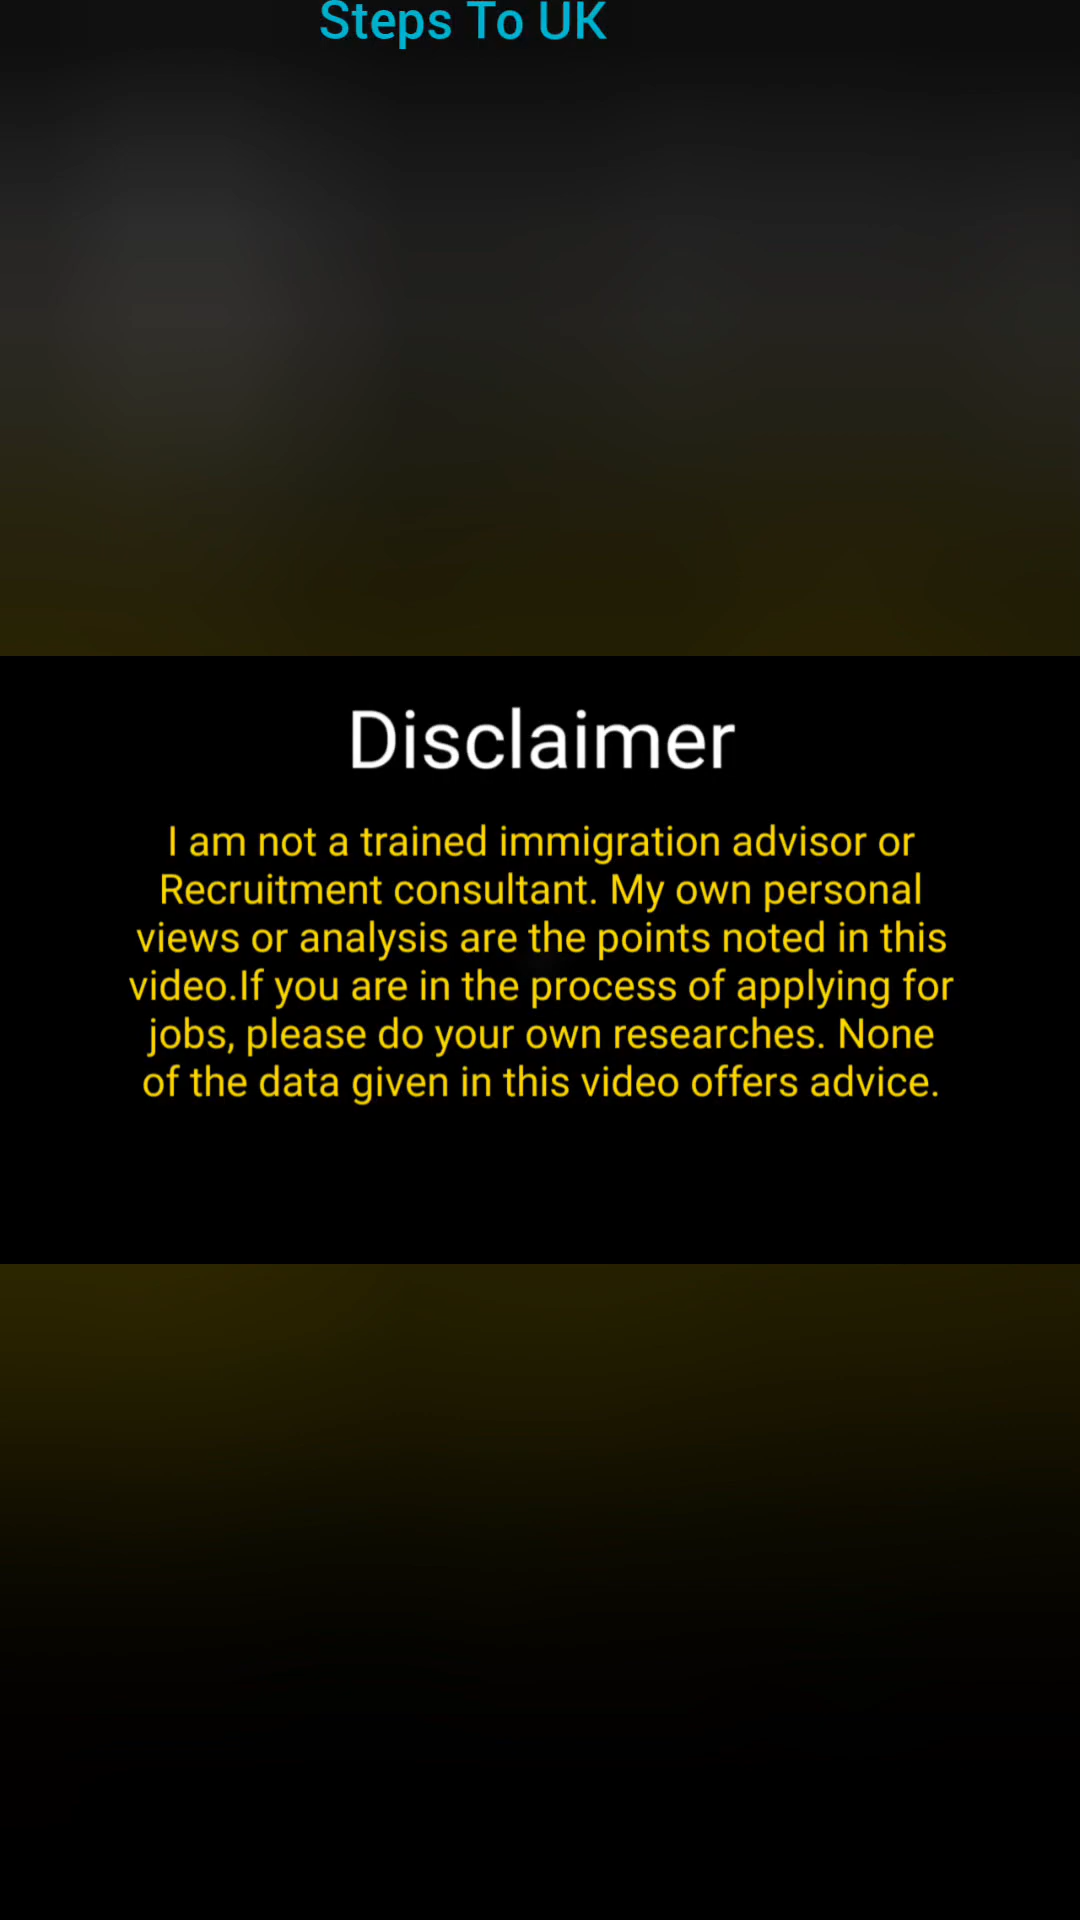 Steps To UK
Disclaimer
I am not a trained immigration advisor or
Recruitment consultant. My own personal
views or analysis are the points noted in this
video.If you are in the process of applying for
jobs, please do your own researches. None
of the data given in this video offers advice.